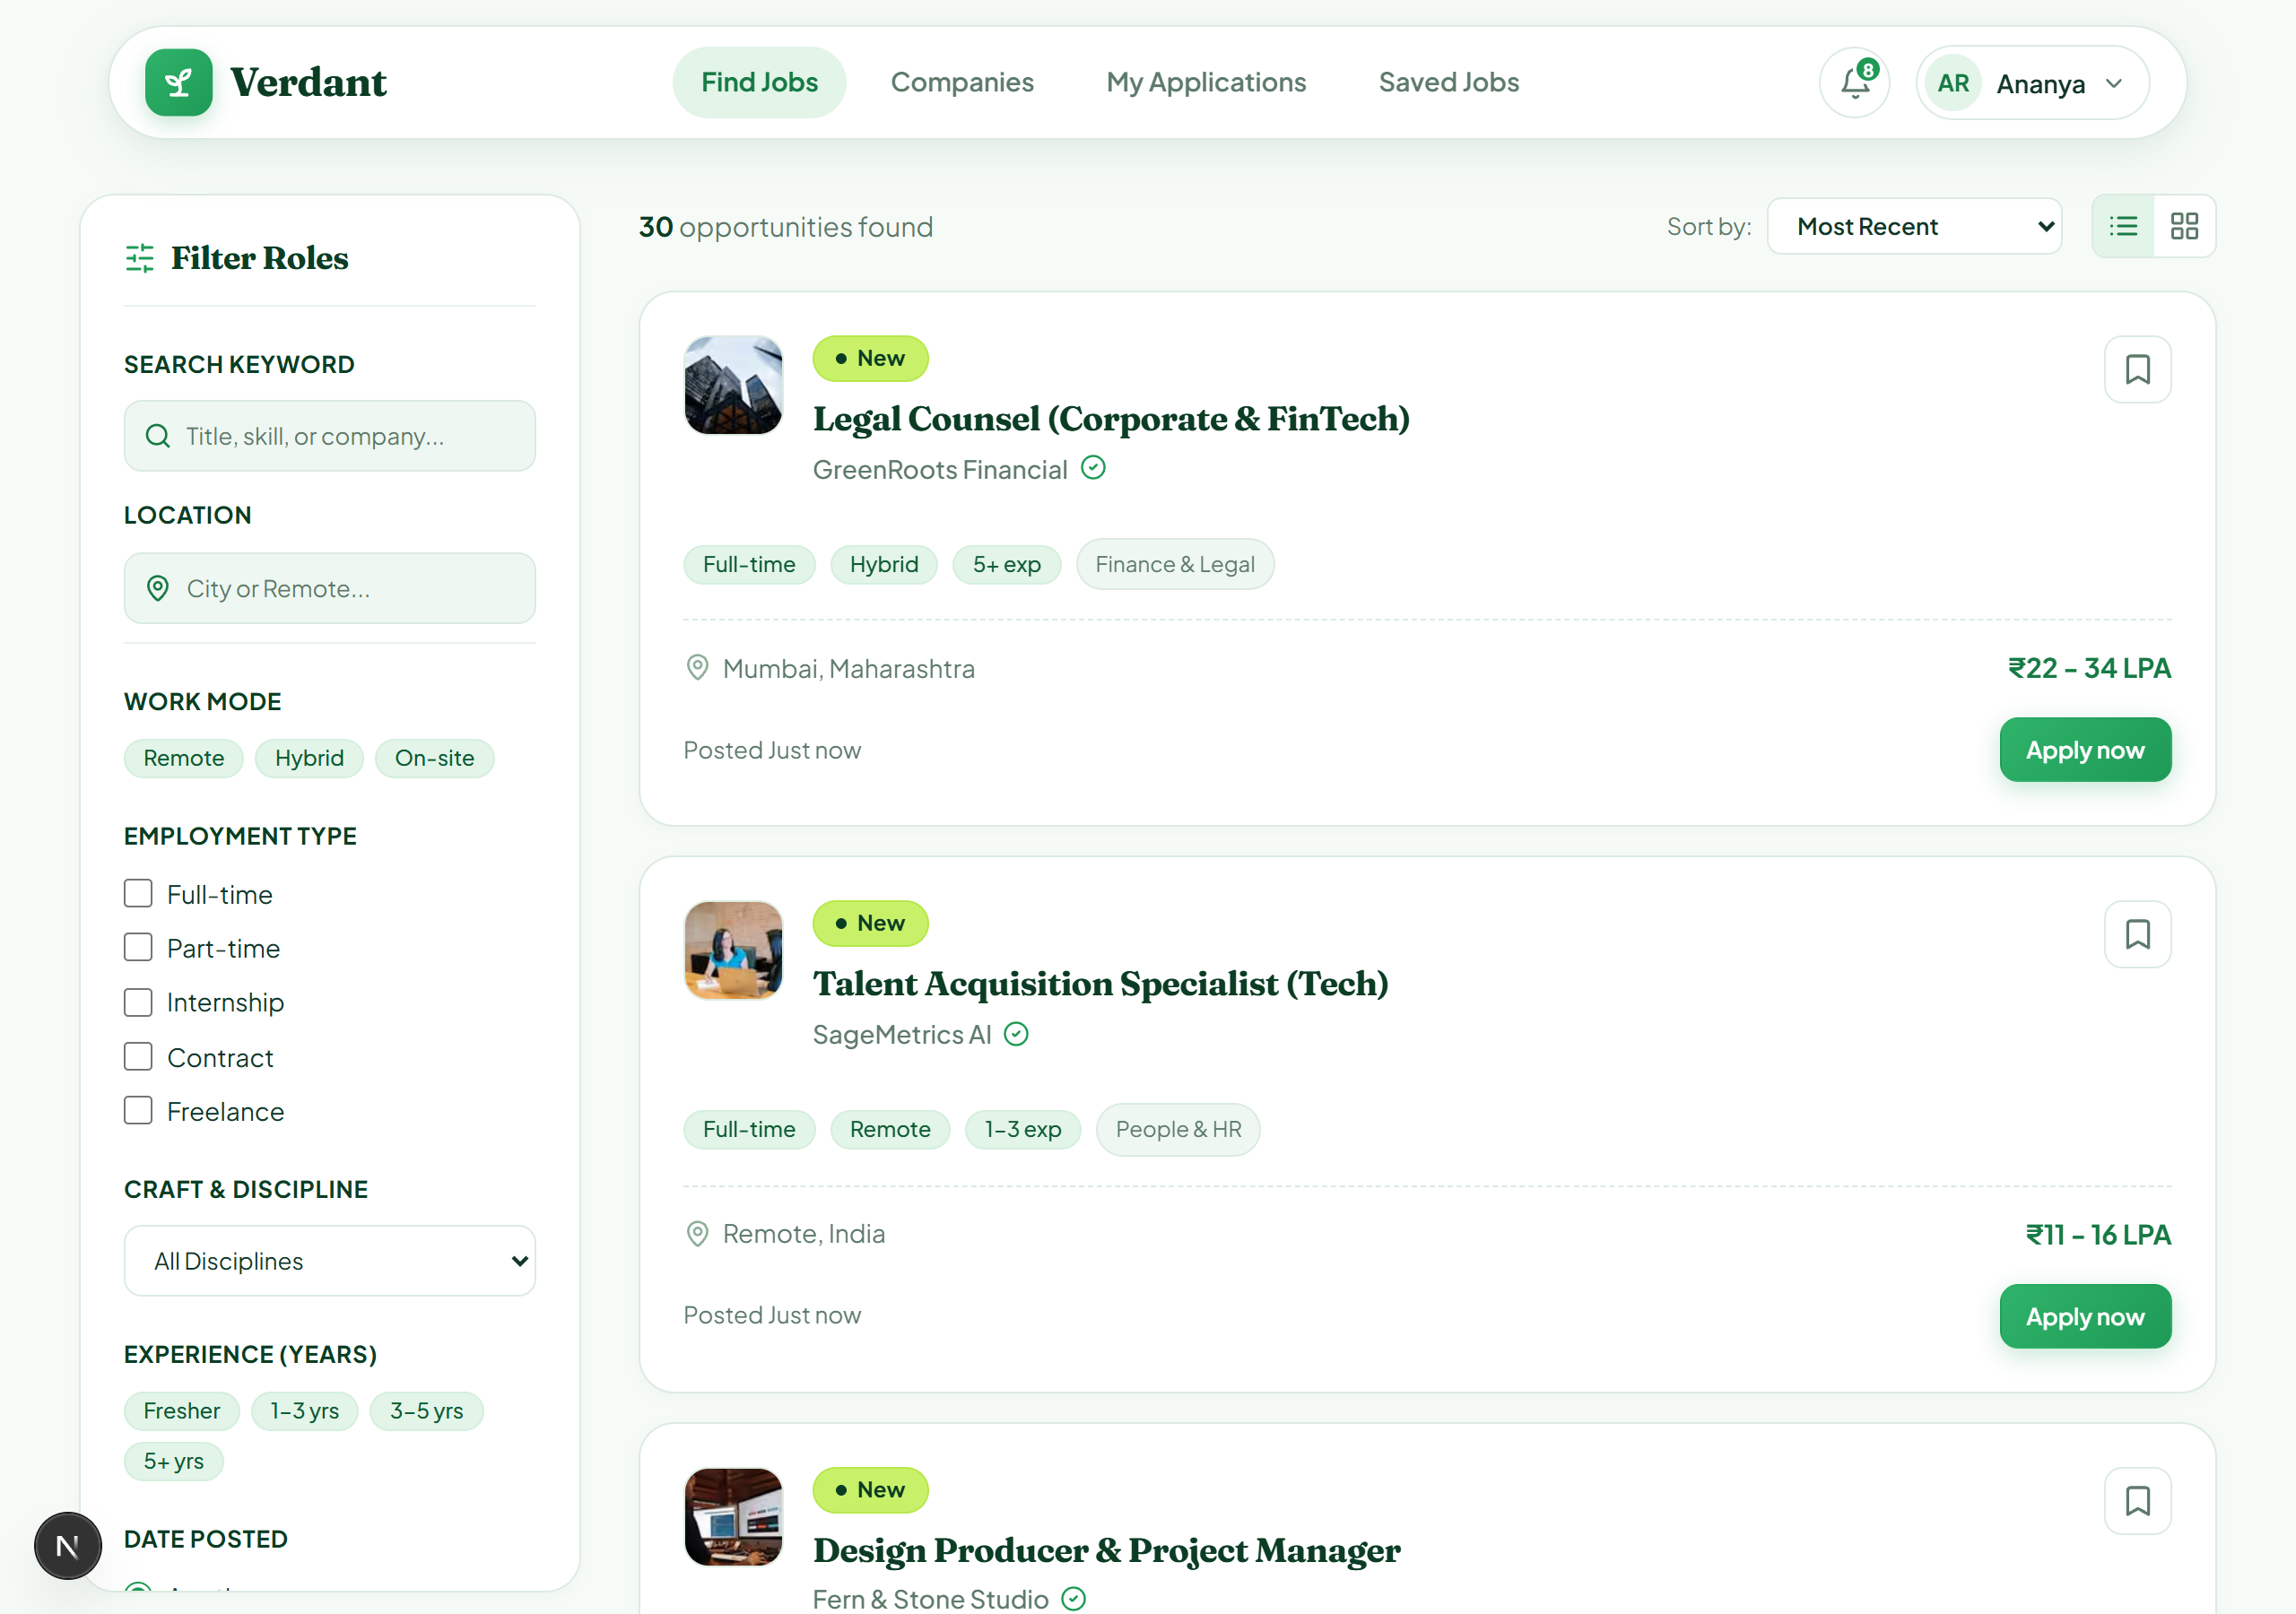 Verdant
Find Jobs
Companies
My Applications
Saved Jobs
8
AR
Ananya
Filter Roles
SEARCH KEYWORD
Title, skill, or company...
LOCATION
City or Remote...
WORK MODE
Remote
Hybrid
On-site
EMPLOYMENT TYPE
Full-time
Part-time
Internship
Contract
Freelance
CRAFT & DISCIPLINE
All Disciplines
EXPERIENCE (YEARS)
Fresher
1-3 yrs
3-5 yrs
5+ yrs
DATE POSTED
N
30 opportunities found
Sort by:
Most Recent
New
Legal Counsel (Corporate & FinTech)
GreenRoots Financial
Full-time
Hybrid
5+ exp
Finance & Legal
Mumbai, Maharashtra
₹22 – 34 LPA
Posted Just now
Apply now
New
Talent Acquisition Specialist (Tech)
SageMetrics AI
Full-time
Remote
1-3 exp
People & HR
Remote, India
₹11 – 16 LPA
Posted Just now
Apply now
New
Design Producer & Project Manager
Fern & Stone Studio